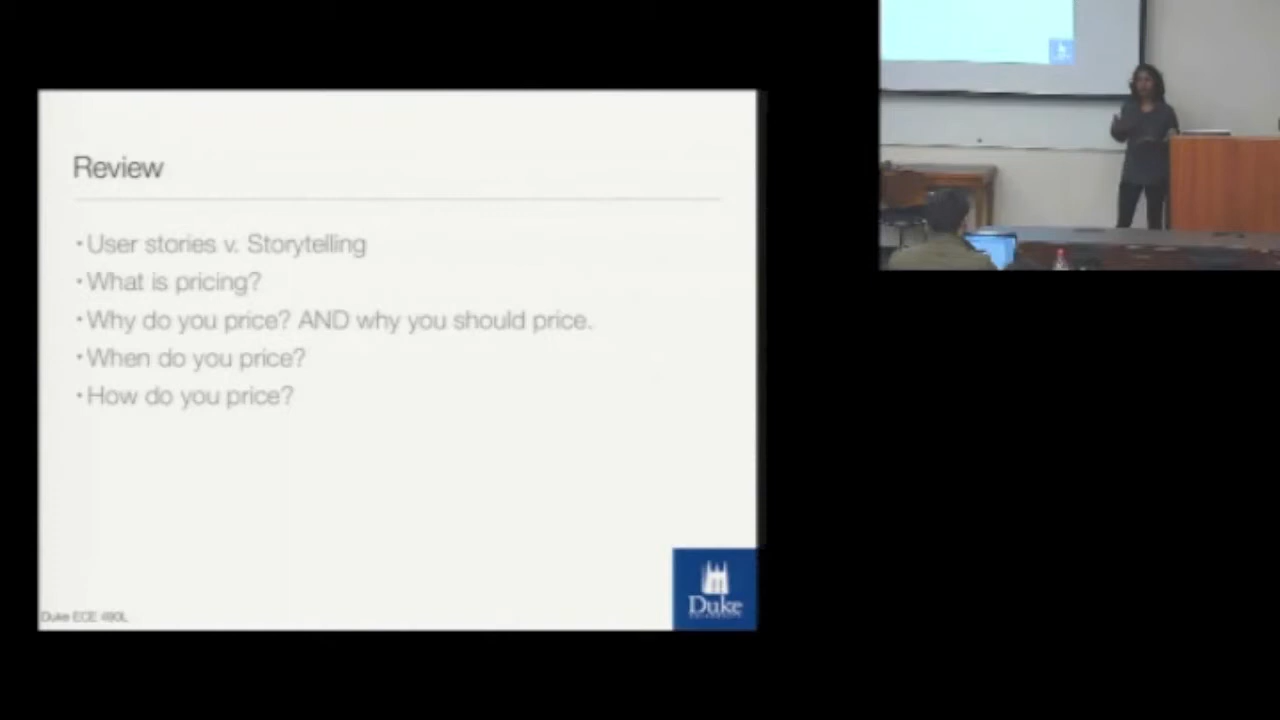 Review
• User stories v. Storytelling
• What is pricing?
• Why do you price? AND why you should price.
• When do you price?
• How do you price?
Duke
UNIVERSITY
Duke ECE 490L